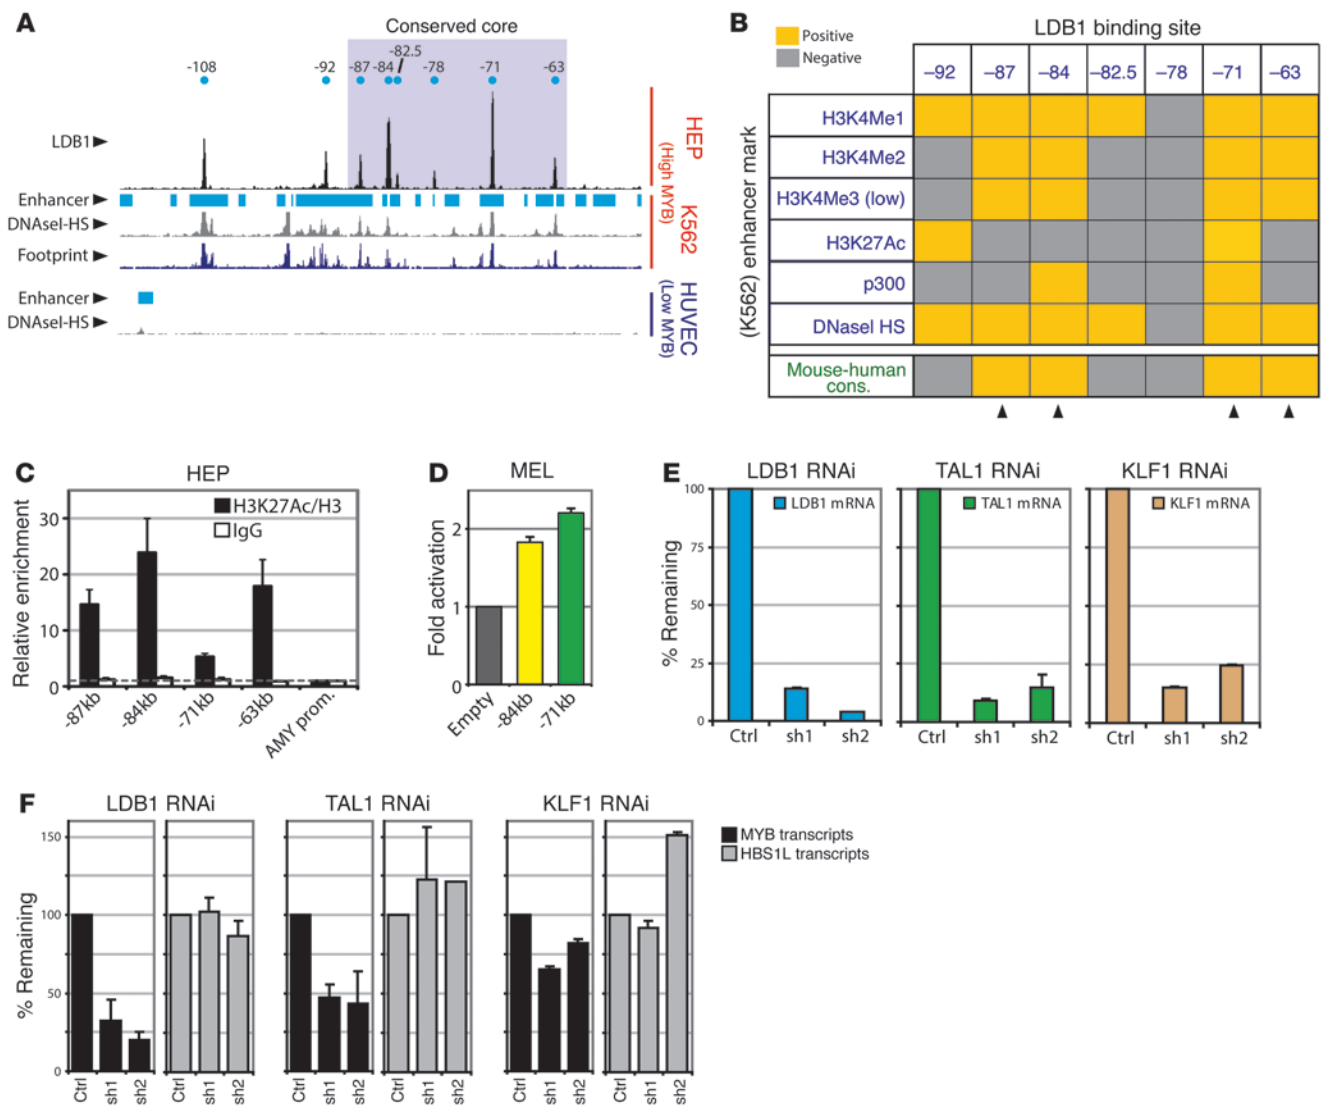 A
Conserved core
-82.5
-108
-92
-87
-84
-78
-71
-63
LDB1
HEP
(High MYB)
Enhancer
DNAseI-HS
Footprint
K562
Enhancer
DNAseI-HS
HUVEC
(Low MYB)
B
Positive
Negative
LDB1 binding site
–92 –87 –84 –82.5 –78 –71 –63
(K562) enhancer mark
H3K4Me1
H3K4Me2
H3K4Me3 (low)
H3K27Ac
p300
DNaseI HS
Mouse-human
cons.
C
HEP
Relative enrichment
30
20
10
0
H3K27Ac/H3
IgG
-87kb
-84kb
-71kb
-63kb
AMY prom.
D
MEL
Fold activation
2
1
0
Empty
-84kb
-71kb
E
LDB1 RNAi
TAL1 RNAi
KLF1 RNAi
% Remaining
100
75
50
25
0
LDB1 mRNA
TAL1 mRNA
KLF1 mRNA
Ctrl sh1 sh2
Ctrl sh1 sh2
Ctrl sh1 sh2
F
LDB1 RNAi
TAL1 RNAi
KLF1 RNAi
% Remaining
150
100
50
0
MYB transcripts
HBS1L transcripts
Ctrl sh1 sh2
Ctrl sh1 sh2
Ctrl sh1 sh2
Ctrl sh1 sh2
Ctrl sh1 sh2
Ctrl sh1 sh2